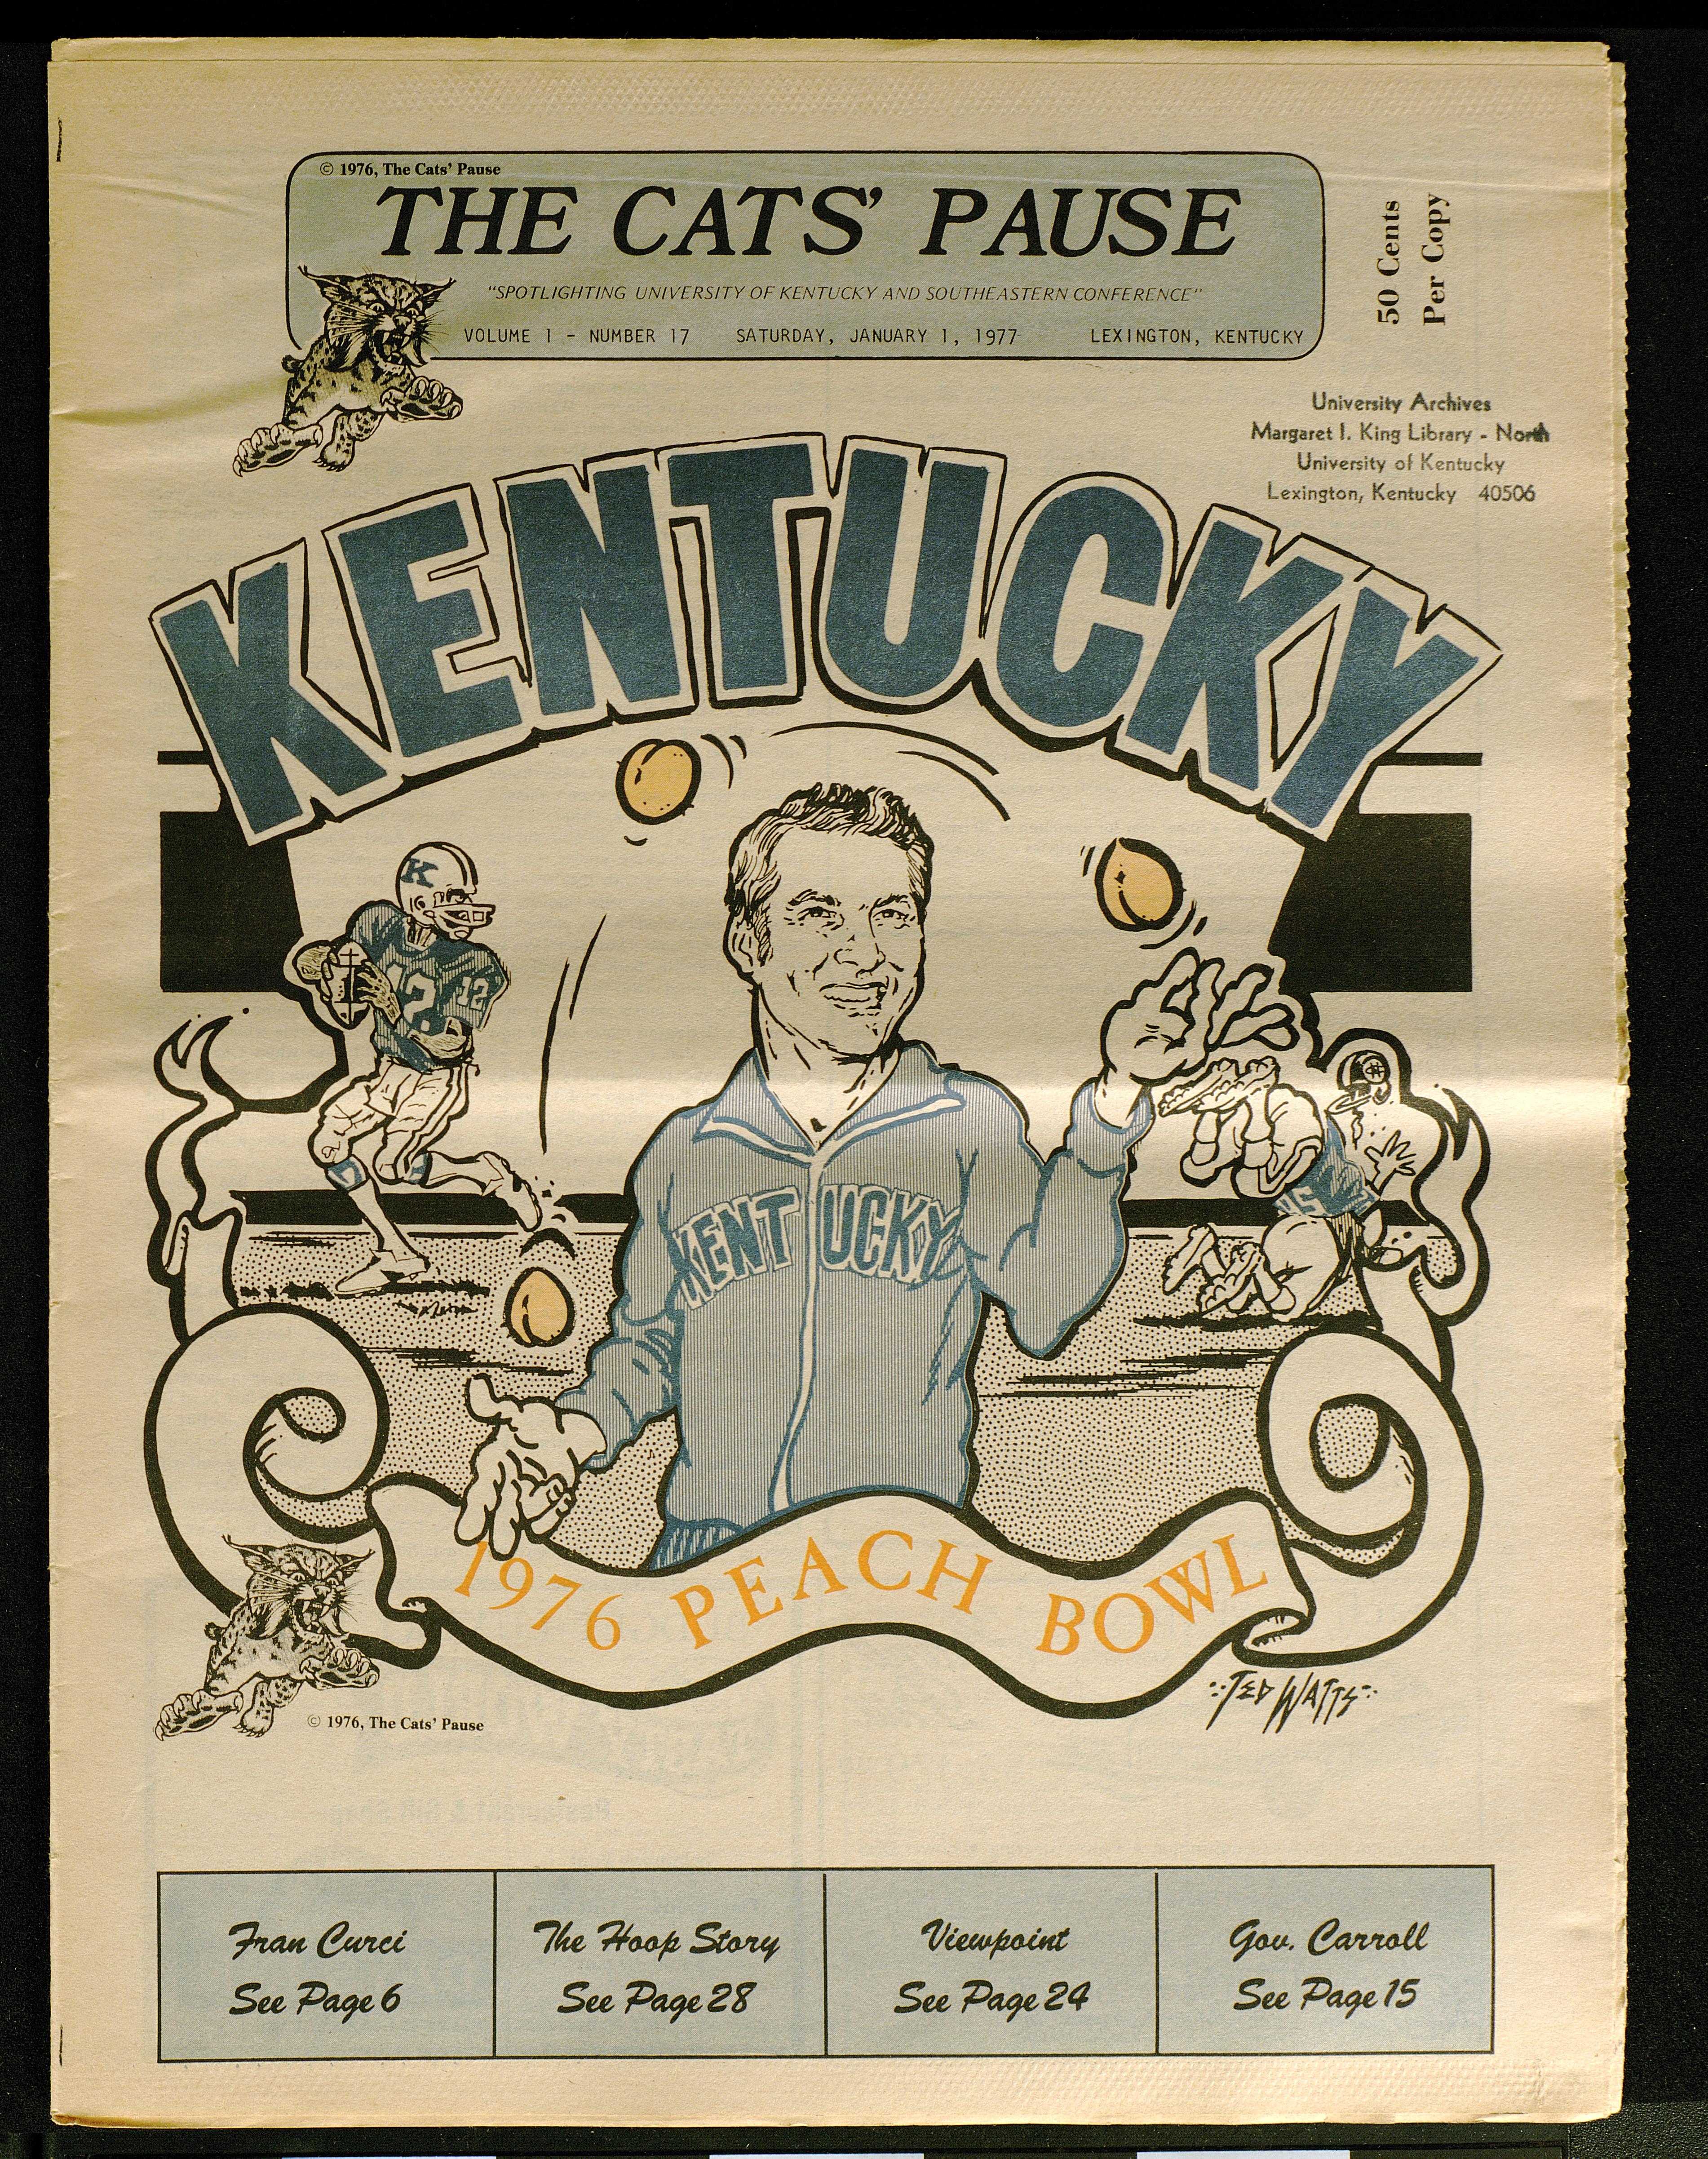 © 1976, The Cats' Pause
THE CATS' PAUSE
"SPOTLIGHTING UNIVERSITY OF KENTUCKY AND SOUTHEASTERN CONFERENCE"
VOLUME 1 - NUMBER 17 SATURDAY, JANUARY 1, 1977 LEXINGTON, KENTUCKY
50 Cents
Per Copy
University Archives
Margaret I. King Library - North
University of Kentucky
Lexington, Kentucky 40506
KENTUCKY
K
12
12
KENTUCKY
1976 PEACH BOWL
TED WATTS
© 1976, The Cats' Pause
Fran Curci
See Page 6
The Hoop Story
See Page 28
Viewpoint
See Page 24
Gov. Carroll
See Page 15